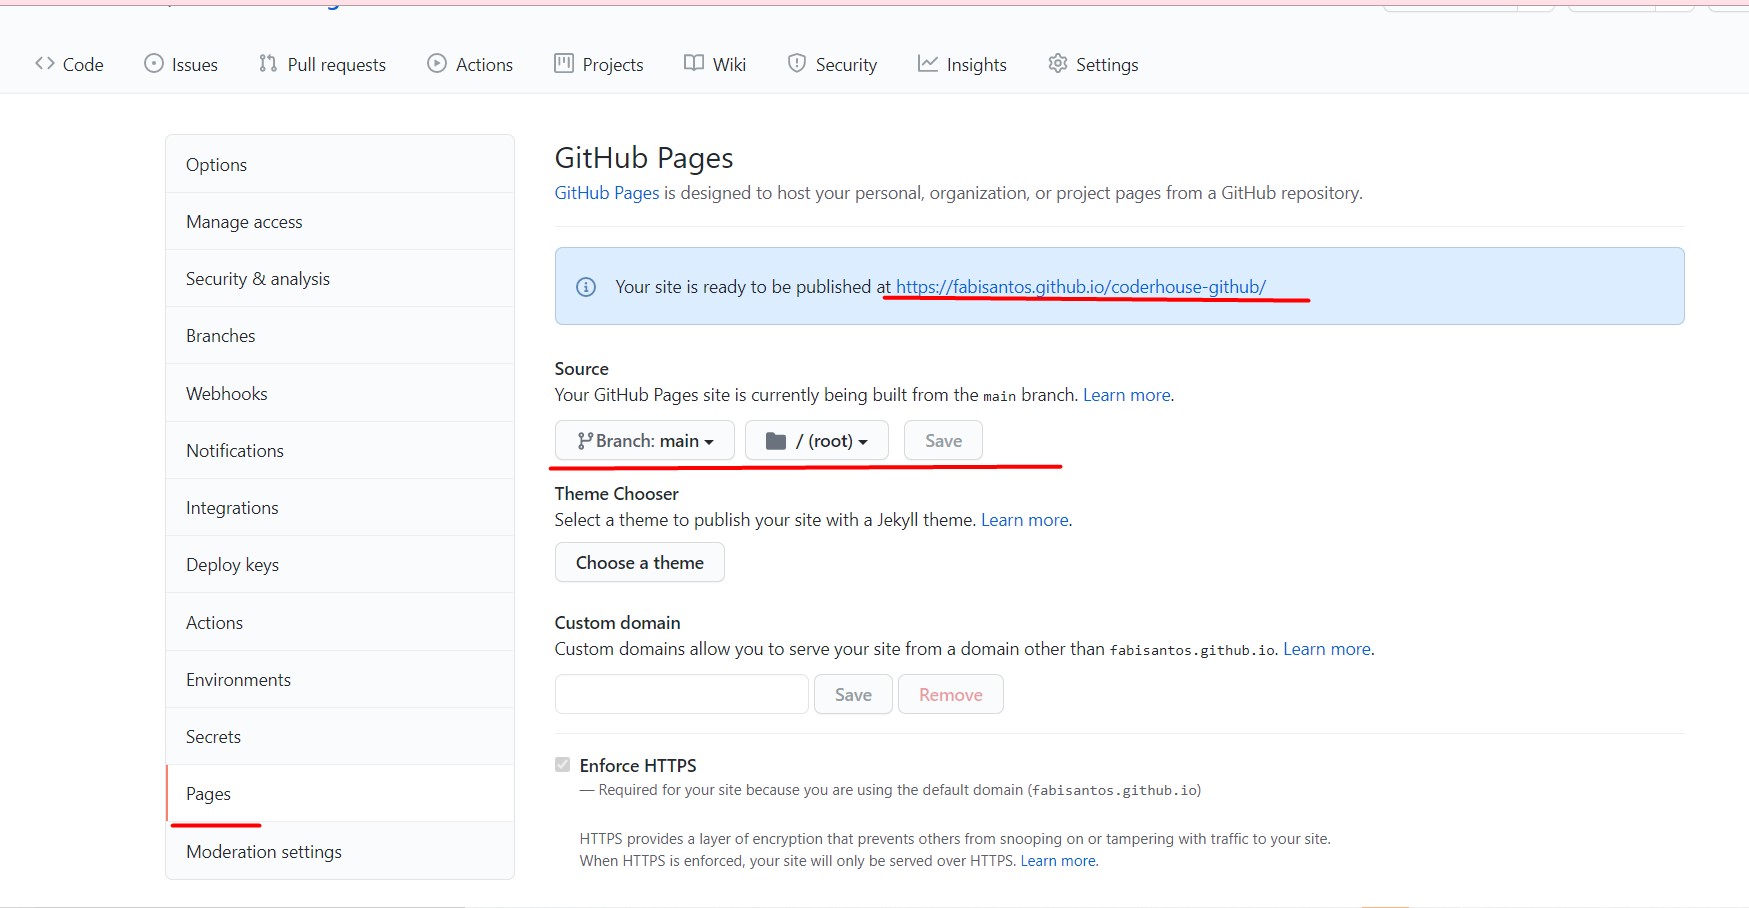 Code Issues Pull requests Actions Projects Wiki Security Insights Settings
Options
Manage access
Security & analysis
Branches
Webhooks
Notifications
Integrations
Deploy keys
Actions
Environments
Secrets
Pages
Moderation settings
GitHub Pages
GitHub Pages is designed to host your personal, organization, or project pages from a GitHub repository.
Your site is ready to be published at https://fabisantos.github.io/coderhouse-github/
Source
Your GitHub Pages site is currently being built from the main branch. Learn more.
Branch: main / (root) Save
Theme Chooser
Select a theme to publish your site with a Jekyll theme. Learn more.
Choose a theme
Custom domain
Custom domains allow you to serve your site from a domain other than fabisantos.github.io. Learn more.
Save Remove
Enforce HTTPS
— Required for your site because you are using the default domain (fabisantos.github.io)
HTTPS provides a layer of encryption that prevents others from snooping on or tampering with traffic to your site.
When HTTPS is enforced, your site will only be served over HTTPS. Learn more.